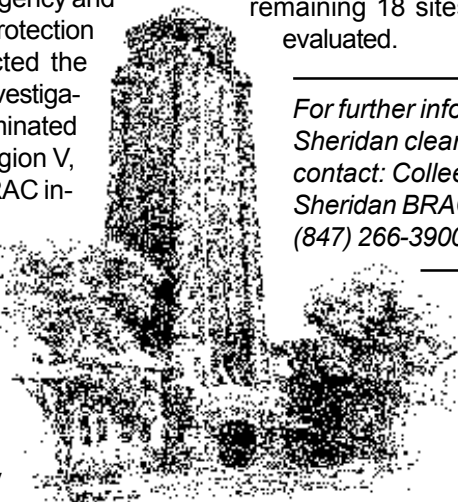 gency and
rotection
cted the
vestiga-
minated
gion V,
RAC in-
remaining 18 sites
evaluated.
For further info
Sheridan clean
contact: Collee
Sheridan BRAC
(847) 266-3900